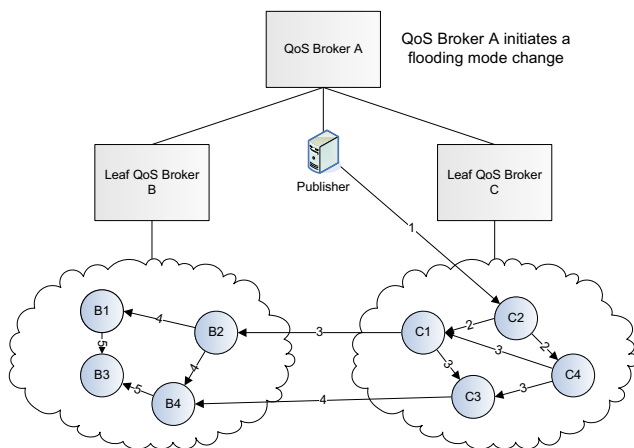 QoS Broker A
QoS Broker A initiates a
flooding mode change
Leaf QoS Broker
B
Publisher
Leaf QoS Broker
C
1
B1
4
B2
3
C1
2
C2
5
4
3
3
2
B3
5
B4
4
C3
3
C4